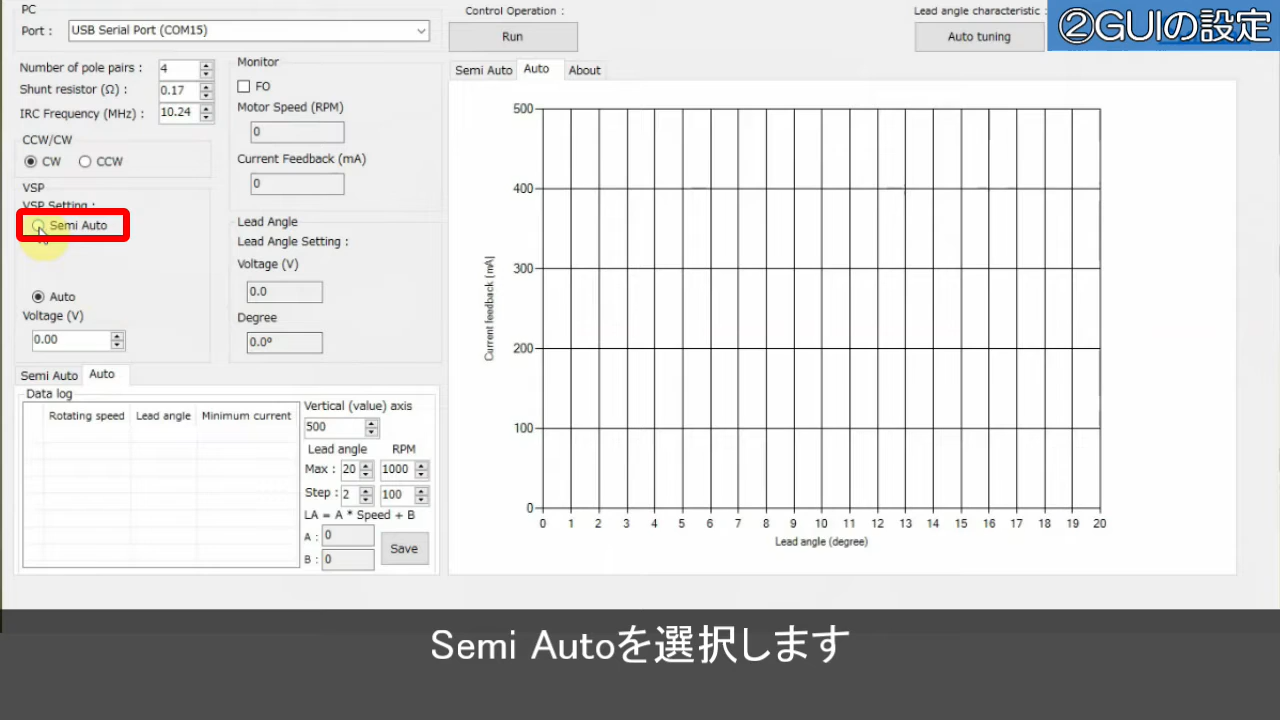 PC
Port :
USB Serial Port (COM15)
Control Operation :
Run
Lead angle characteristic :
Auto tuning
②GUIの設定
Number of pole pairs :
4
Shunt resistor (Ω) :
0.17
IRC Frequency (MHz) :
10.24
CCW/CW
CW
CCW
VSP
VSP Setting :
Semi Auto
Auto
Voltage (V)
0.00
Monitor
FO
Motor Speed (RPM)
0
Current Feedback (mA)
0
Lead Angle
Lead Angle Setting :
Voltage (V)
0.0
Degree
0.0º
Semi Auto
Auto
Data log
Rotating speed
Lead angle
Minimum current
Vertical (value) axis
500
Lead angle
RPM
Max :
20
1000
Step :
2
100
LA = A * Speed + B
A :
0
B :
0
Save
Semi Auto
Auto
About
500
400
300
200
100
0
Current feedback (mA)
0 1 2 3 4 5 6 7 8 9 10 11 12 13 14 15 16 17 18 19 20
Lead angle (degree)
Semi Autoを選択します